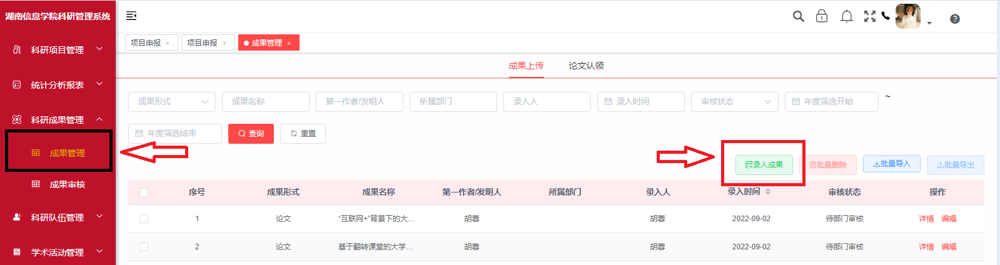 湖南信息学院科研管理系统
科研项目管理
统计分析报表
科研成果管理
成果管理
成果审核
科研队伍管理
学术活动管理
项目申报 × 项目申报 × 成果管理 ×
成果上传 论文认领
成果形式 成果名称 第一作者/发明人 所属部门 录入人 录入时间 审核状态 年度筛选开始 ~
年度筛选结束 查询 重置
录入成果 批量删除 批量导入 批量导出
序号 成果形式 成果名称 第一作者/发明人 所属部门 录入人 录入时间 审核状态 操作
1 论文 “互联网+”背景下的大... 胡蓉 胡蓉 2022-09-02 待部门审核 详情 编辑
2 论文 基于翻转课堂的大学... 胡蓉 胡蓉 2022-09-02 待部门审核 详情 编辑